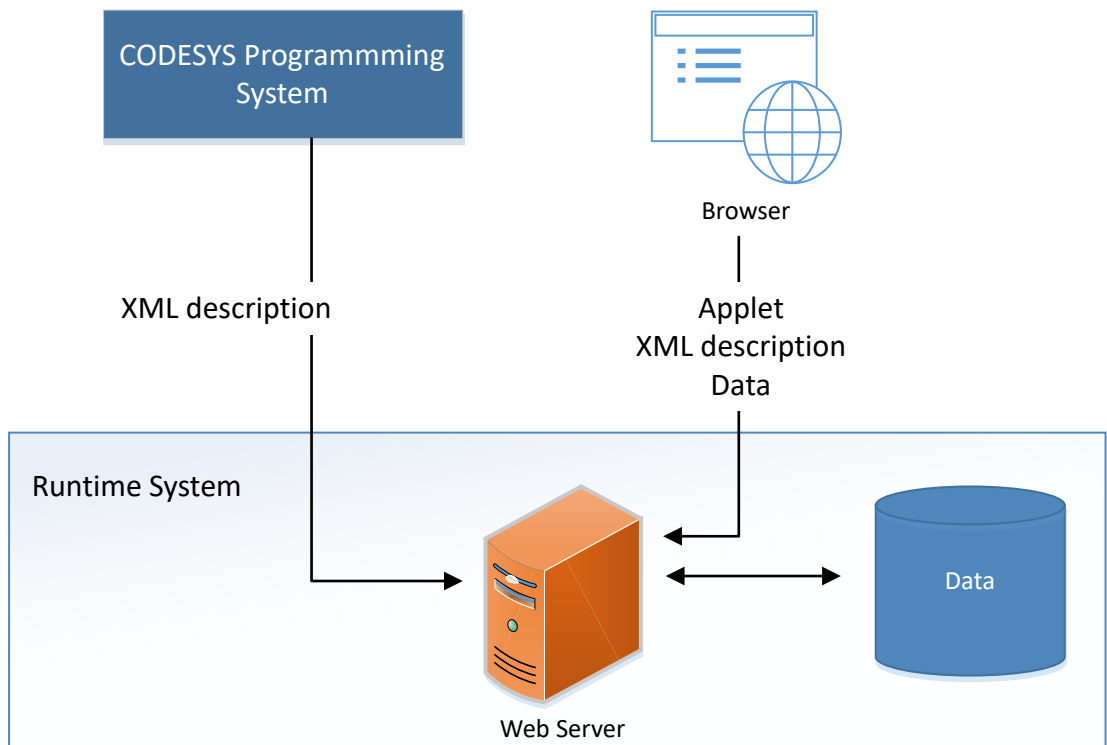 CODESYS Programmming
System
Browser
XML description
Applet
XML description
Data
Runtime System
Data
Web Server